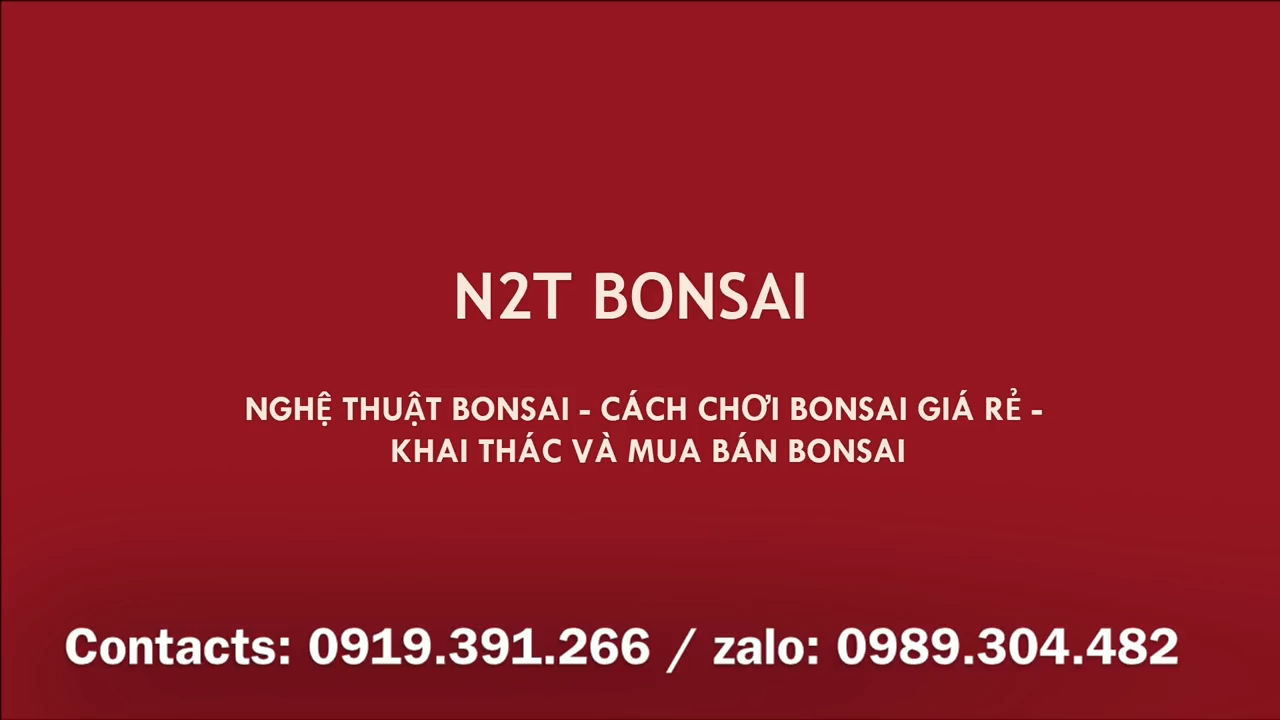 N2T BONSAI
NGHỆ THUẬT BONSAI - CÁCH CHƠI BONSAI GIÁ RẺ -
KHAI THÁC VÀ MUA BÁN BONSAI
Contacts: 0919.391.266 / zalo: 0989.304.482